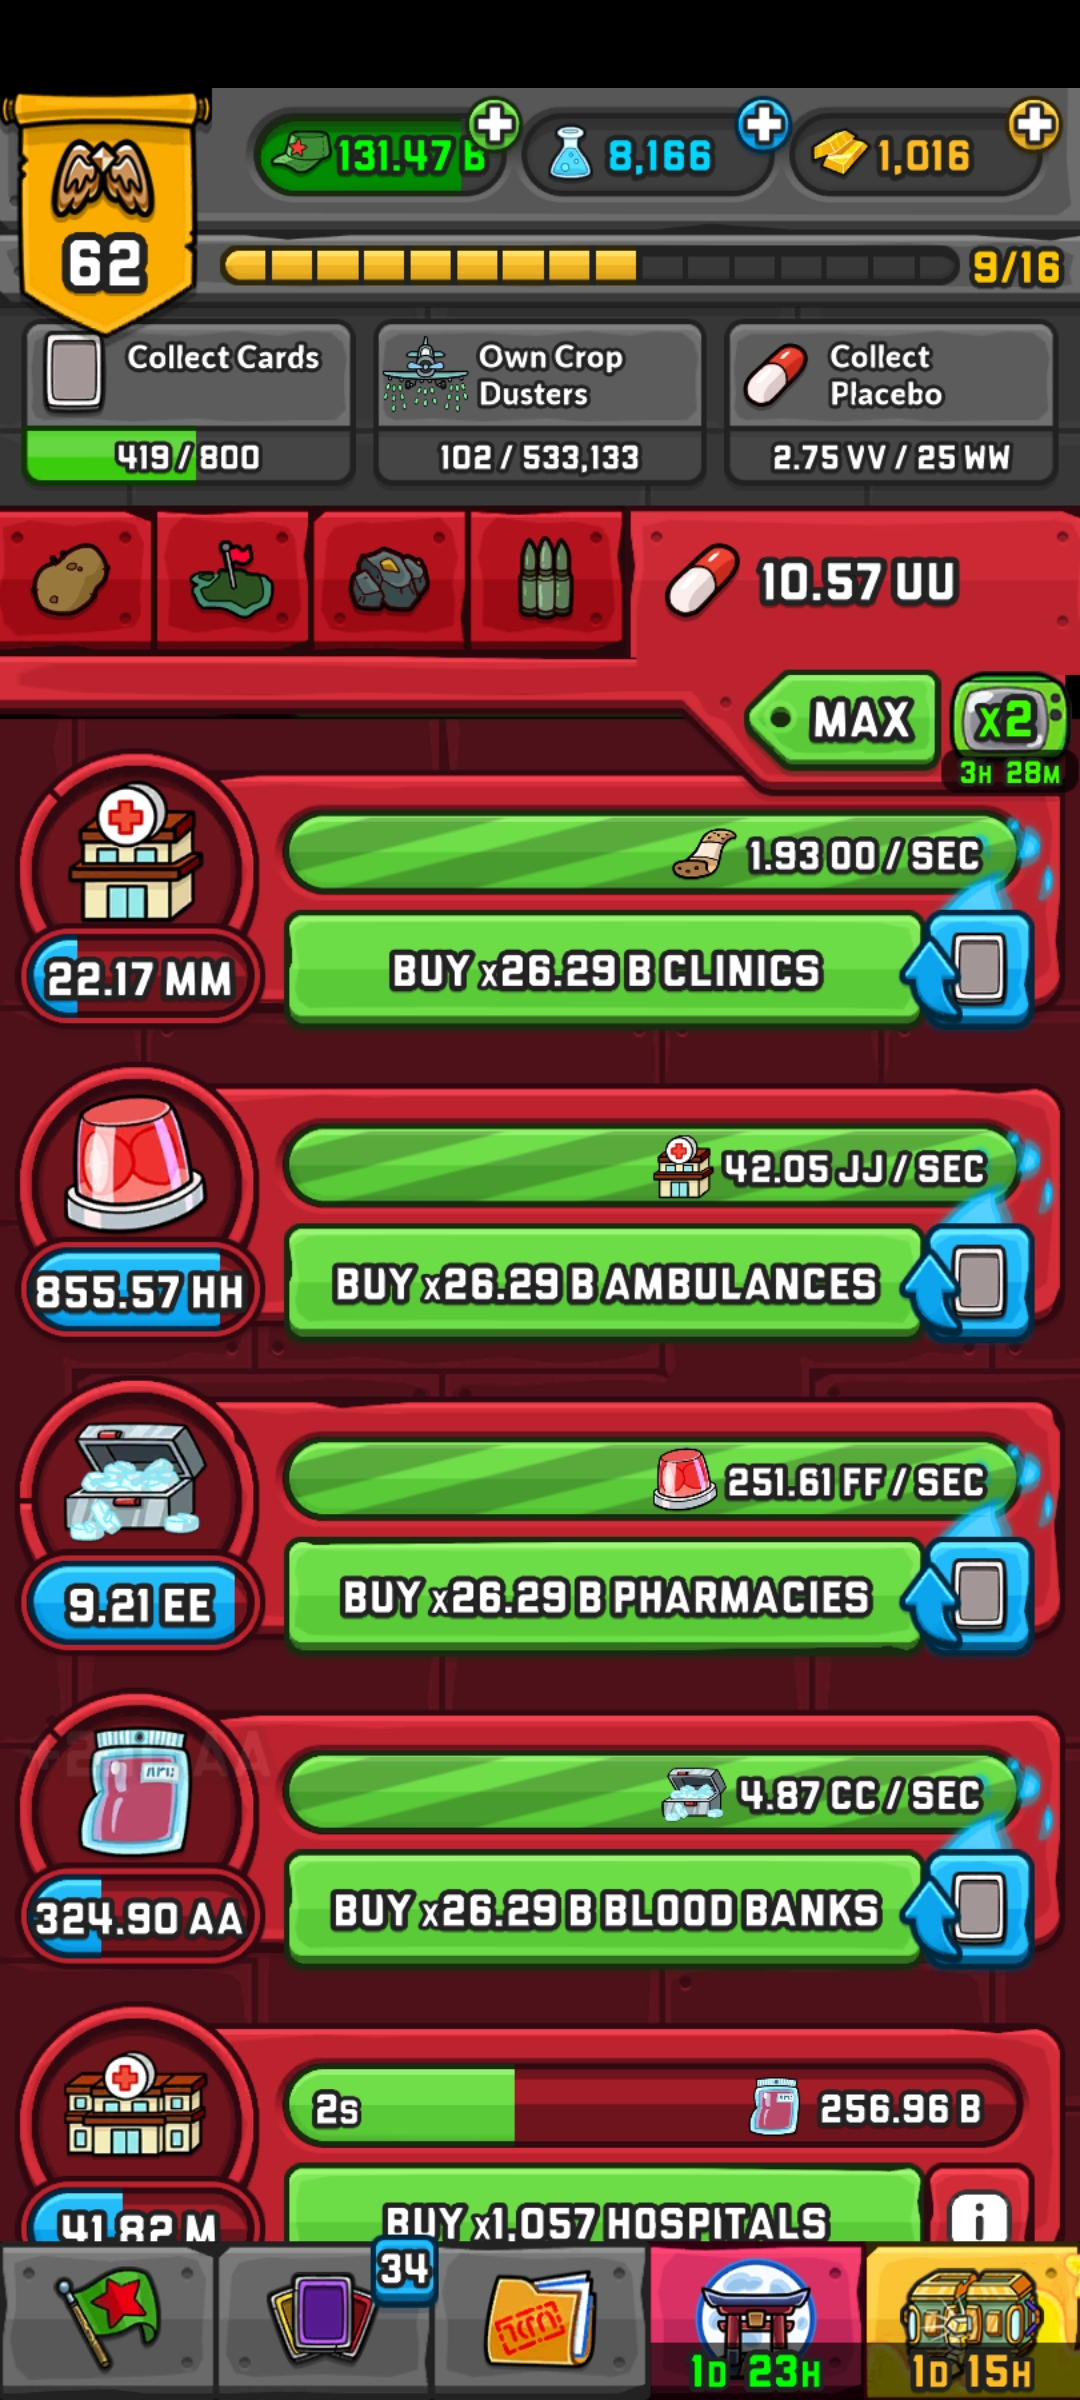 131.47 B
8,166
1,016
62
9/16
Collect Cards
419 / 800
Own Crop
Dusters
102 / 533,133
Collect
Placebo
2.75 VV / 25 WW
10.57 UU
MAX
x2
3H 28M
1.93 OO / SEC
22.17 MM
BUY x26.29 B CLINICS
42.05 JJ / SEC
855.57 HH
BUY x26.29 B AMBULANCES
251.61 FF / SEC
9.21 EE
BUY x26.29 B PHARMACIES
4.87 CC / SEC
324.90 AA
BUY x26.29 B BLOOD BANKS
2s
256.96 B
41.82 M
BUY x1,057 HOSPITALS
i
34
1D 23H
1D 15H